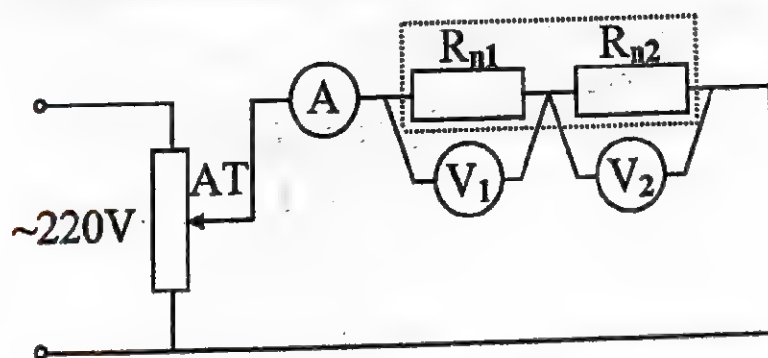 R_n1 R_n2
A
AT
V_1 V_2
~220V